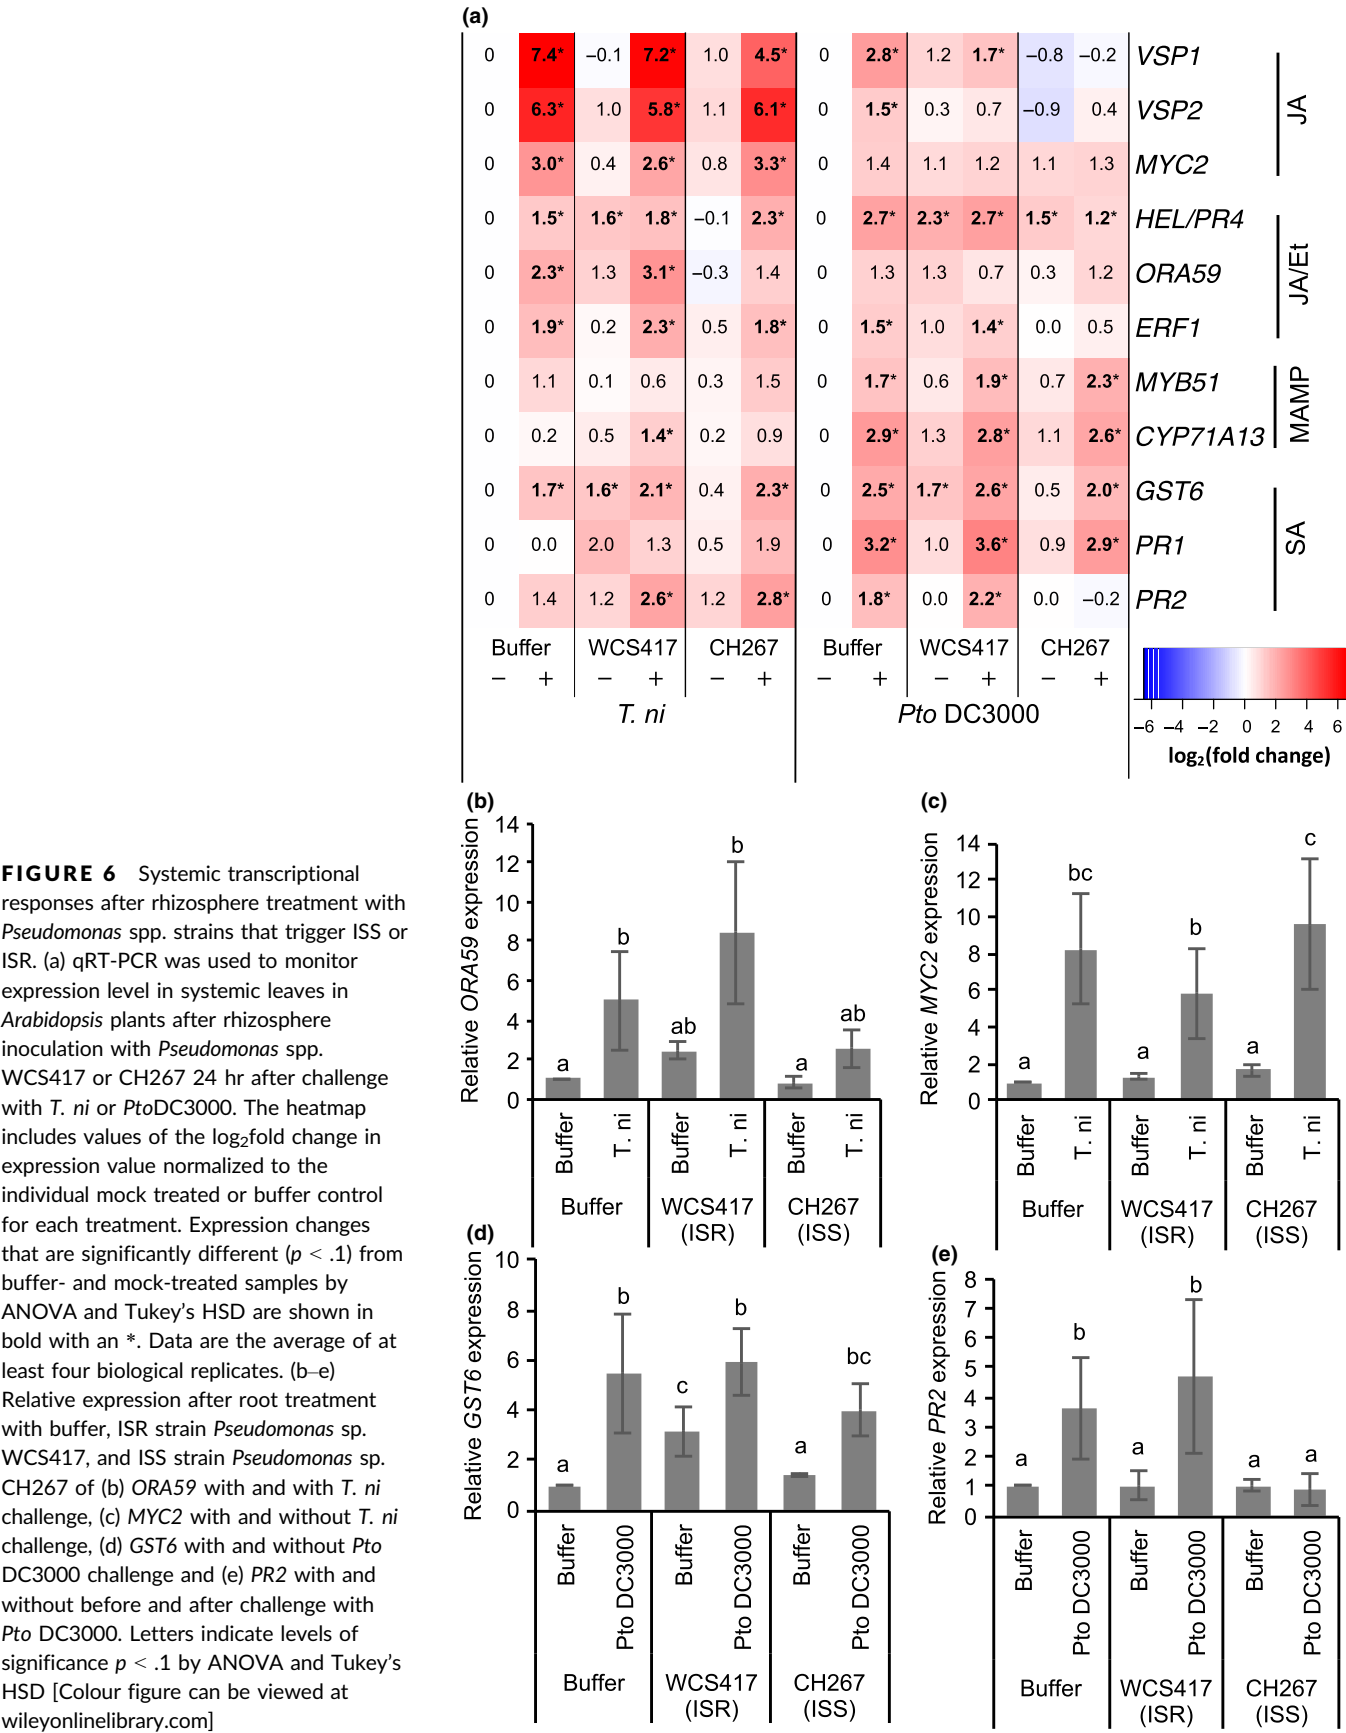 (a)
0 7.4* −0.1 7.2* 1.0 4.5* 0 2.8* 1.2 1.7* −0.8 −0.2 VSP1
0 6.3* 1.0 5.8* 1.1 6.1* 0 1.5* 0.3 0.7 −0.9 0.4 VSP2
0 3.0* 0.4 2.6* 0.8 3.3* 0 1.4 1.1 1.2 1.1 1.3 MYC2
JA
0 1.5* 1.6* 1.8* −0.1 2.3* 0 2.7* 2.3* 2.7* 1.5* 1.2* HEL/PR4
0 2.3* 1.3 3.1* −0.3 1.4 0 1.3 1.3 0.7 0.3 1.2 ORA59
0 1.9* 0.2 2.3* 0.5 1.8* 0 1.5* 1.0 1.4* 0.0 0.5 ERF1
JA/Et
0 1.1 0.1 0.6 0.3 1.5 0 1.7* 0.6 1.9* 0.7 2.3* MYB51
0 0.2 0.5 1.4* 0.2 0.9 0 2.9* 1.3 2.8* 1.1 2.6* CYP71A13
MAMP
0 1.7* 1.6* 2.1* 0.4 2.3* 0 2.5* 1.7* 2.6* 0.5 2.0* GST6
0 0.0 2.0 1.3 0.5 1.9 0 3.2* 1.0 3.6* 0.9 2.9* PR1
0 1.4 1.2 2.6* 1.2 2.8* 0 1.8* 0.0 2.2* 0.0 −0.2 PR2
SA
Buffer WCS417 CH267 Buffer WCS417 CH267
− + − + − + − + − + − +
T. ni Pto DC3000
−6 −4 −2 0 2 4 6
log₂(fold change)
FIGURE 6 Systemic transcriptional
responses after rhizosphere treatment with
Pseudomonas spp. strains that trigger ISS or
ISR. (a) qRT-PCR was used to monitor
expression level in systemic leaves in
Arabidopsis plants after rhizosphere
inoculation with Pseudomonas spp.
WCS417 or CH267 24 hr after challenge
with T. ni or PtoDC3000. The heatmap
includes values of the log₂fold change in
expression value normalized to the
individual mock treated or buffer control
for each treatment. Expression changes
that are significantly different (p < .1) from
buffer- and mock-treated samples by
ANOVA and Tukey's HSD are shown in
bold with an *. Data are the average of at
least four biological replicates. (b–e)
Relative expression after root treatment
with buffer, ISR strain Pseudomonas sp.
WCS417, and ISS strain Pseudomonas sp.
CH267 of (b) ORA59 with and with T. ni
challenge, (c) MYC2 with and without T. ni
challenge, (d) GST6 with and without Pto
DC3000 challenge and (e) PR2 with and
without before and after challenge with
Pto DC3000. Letters indicate levels of
significance p < .1 by ANOVA and Tukey's
HSD [Colour figure can be viewed at
wileyonlinelibrary.com]
(b)
Relative ORA59 expression
14
12
10
8
6
4
2
0
a b ab b a ab
Buffer T. ni Buffer T. ni Buffer T. ni
Buffer WCS417 CH267
(ISR) (ISS)
(c)
Relative MYC2 expression
14
12
10
8
6
4
2
0
a bc a b a c
Buffer T. ni Buffer T. ni Buffer T. ni
Buffer WCS417 CH267
(ISR) (ISS)
(d)
Relative GST6 expression
10
8
6
4
2
0
a b c b a bc
Buffer Pto DC3000 Buffer Pto DC3000 Buffer Pto DC3000
Buffer WCS417 CH267
(ISR) (ISS)
(e)
Relative PR2 expression
8
7
6
5
4
3
2
1
0
a b a b a a
Buffer Pto DC3000 Buffer Pto DC3000 Buffer Pto DC3000
Buffer WCS417 CH267
(ISR) (ISS)